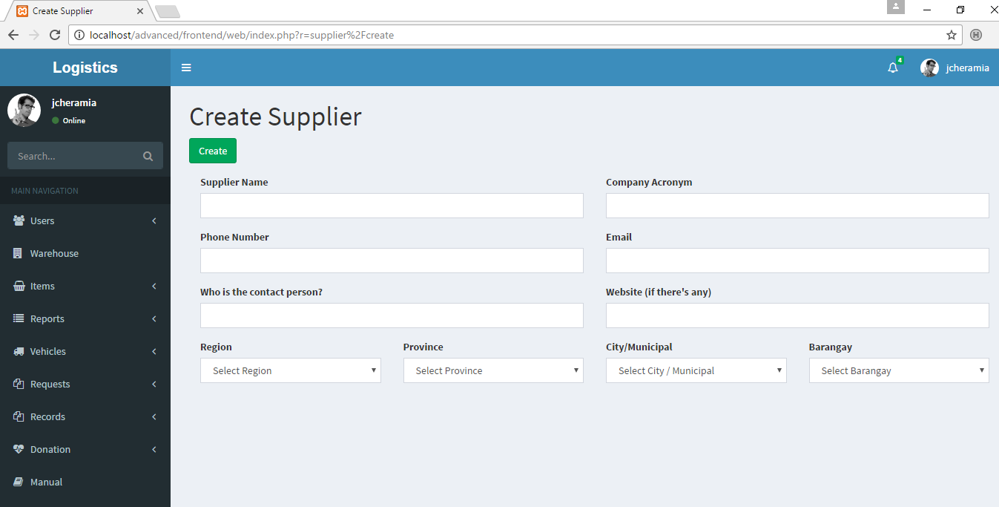 Create Supplier
localhost/advanced/frontend/web/index.php?r=supplier%2Fcreate
Logistics
4
jcheramia
jcheramia
Online
Search...
MAIN NAVIGATION
Users
Warehouse
Items
Reports
Vehicles
Requests
Records
Donation
Manual
Create Supplier
Create
Supplier Name
Company Acronym
Phone Number
Email
Who is the contact person?
Website (if there's any)
Region
Province
City/Municipal
Barangay
Select Region
Select Province
Select City / Municipal
Select Barangay